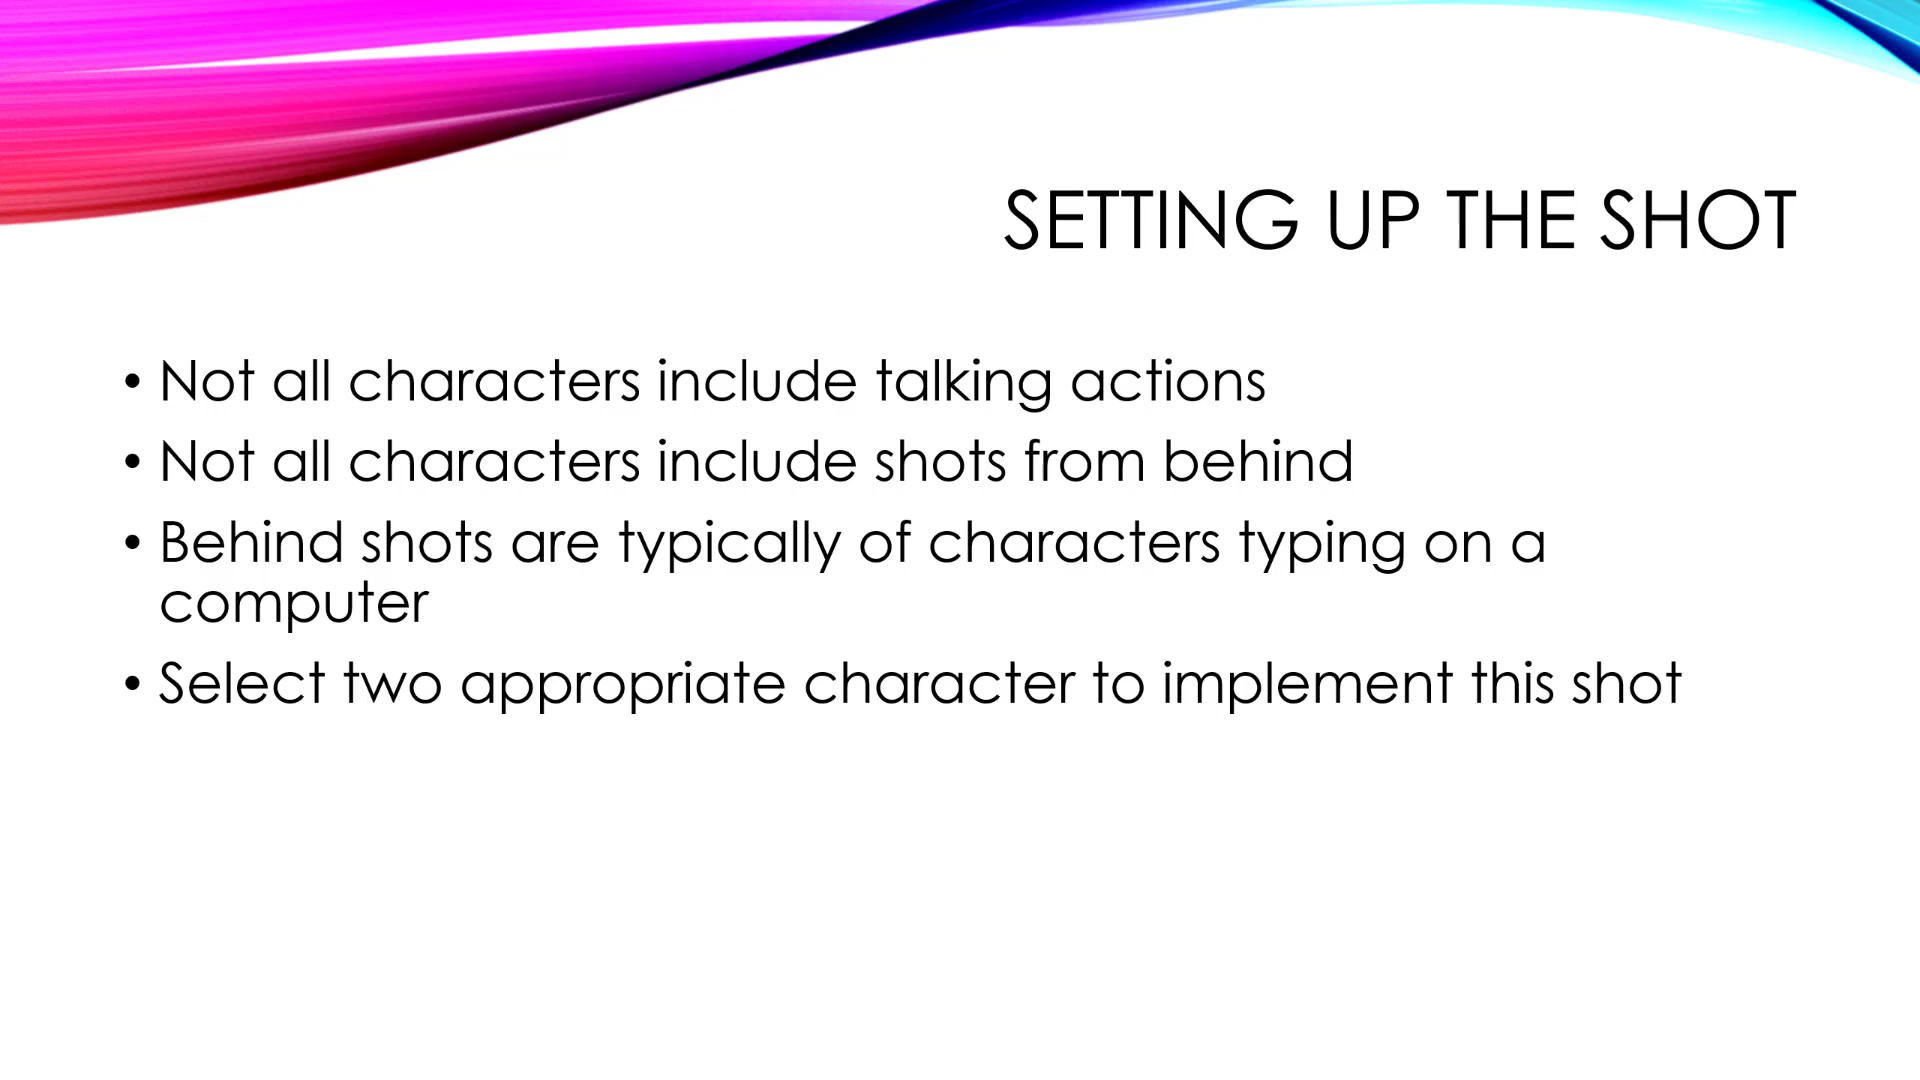 SETTING UP THE SHOT
• Not all characters include talking actions
• Not all characters include shots from behind
• Behind shots are typically of characters typing on a
computer
• Select two appropriate character to implement this shot